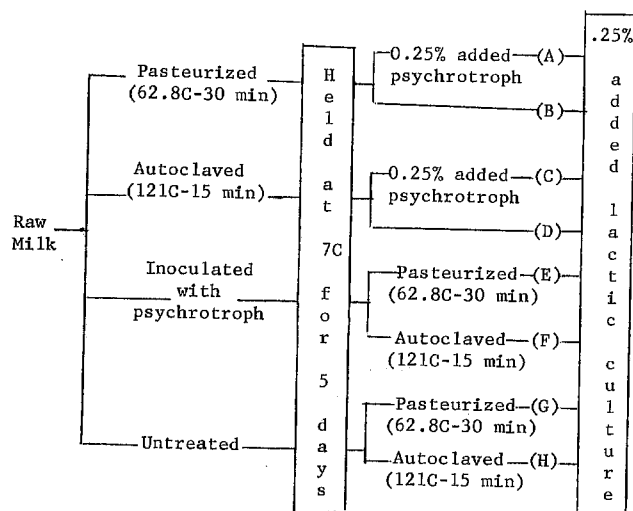 Raw
Milk
Pasteurized
(62.8C-30 min)
Autoclaved
(121C-15 min)
Inoculated
with
psychrotroph
Untreated
Held at 7C for 5 days
0.25% added —(A)
psychrotroph
(B)
0.25% added —(C)
psychrotroph
(D)
Pasteurized—(E)
(62.8C-30 min)
Autoclaved—(F)
(121C-15 min)
Pasteurized—(G)
(62.8C-30 min)
Autoclaved—(H)
(121C-15 min)
.25% added lactic culture